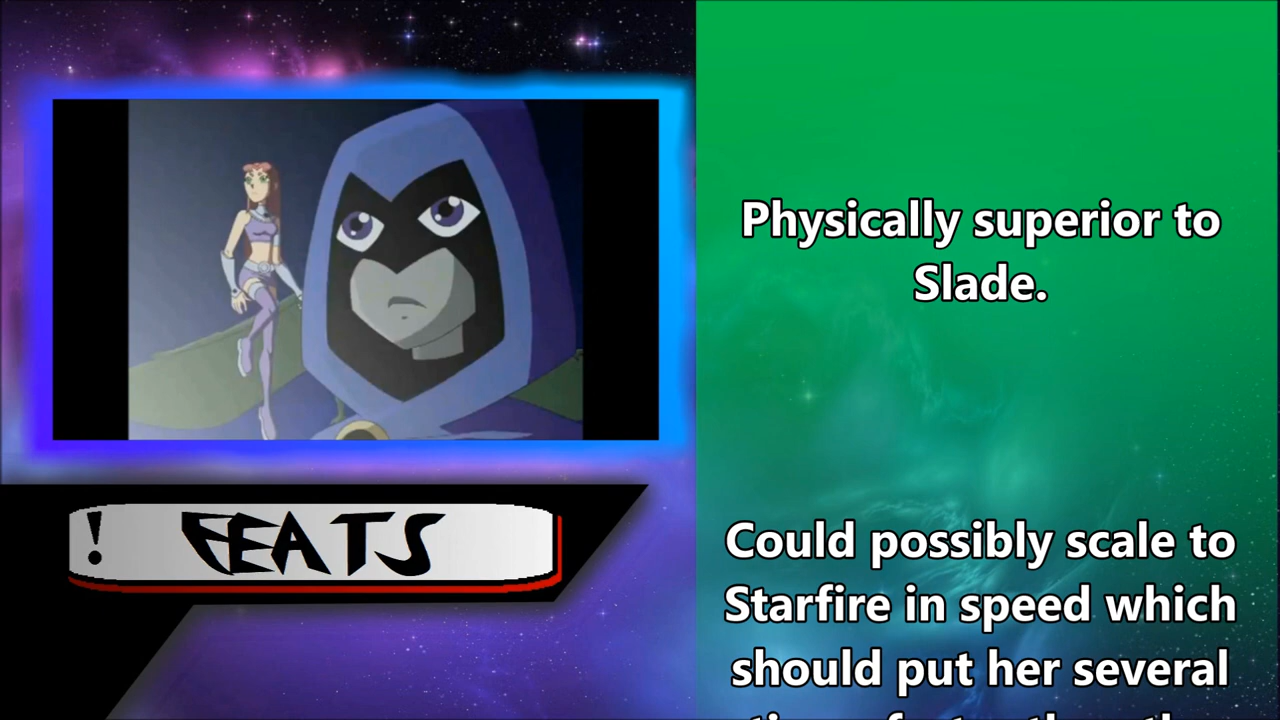 Physically superior to
Slade.
Could possibly scale to
Starfire in speed which
should put her several
! FEATS